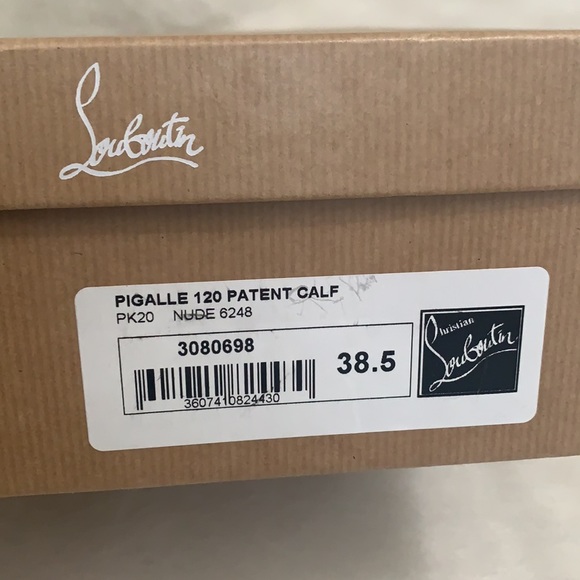 Louboutin
PIGALLE 120 PATENT CALF
PK20 NUDE 6248
3080698
38.5
3607410824430
Christian
Louboutin